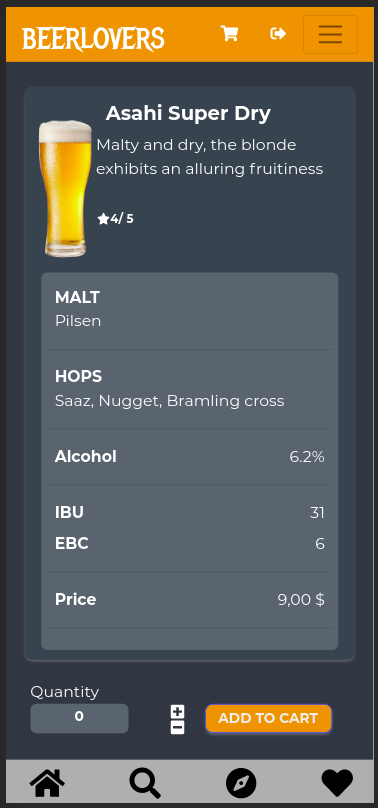 BEERLOVERS
Asahi Super Dry
Malty and dry, the blonde
exhibits an alluring fruitiness
4/ 5
MALT
Pilsen
HOPS
Saaz, Nugget, Bramling cross
Alcohol 6.2%
IBU 31
EBC 6
Price 9,00 $
Quantity
0
ADD TO CART